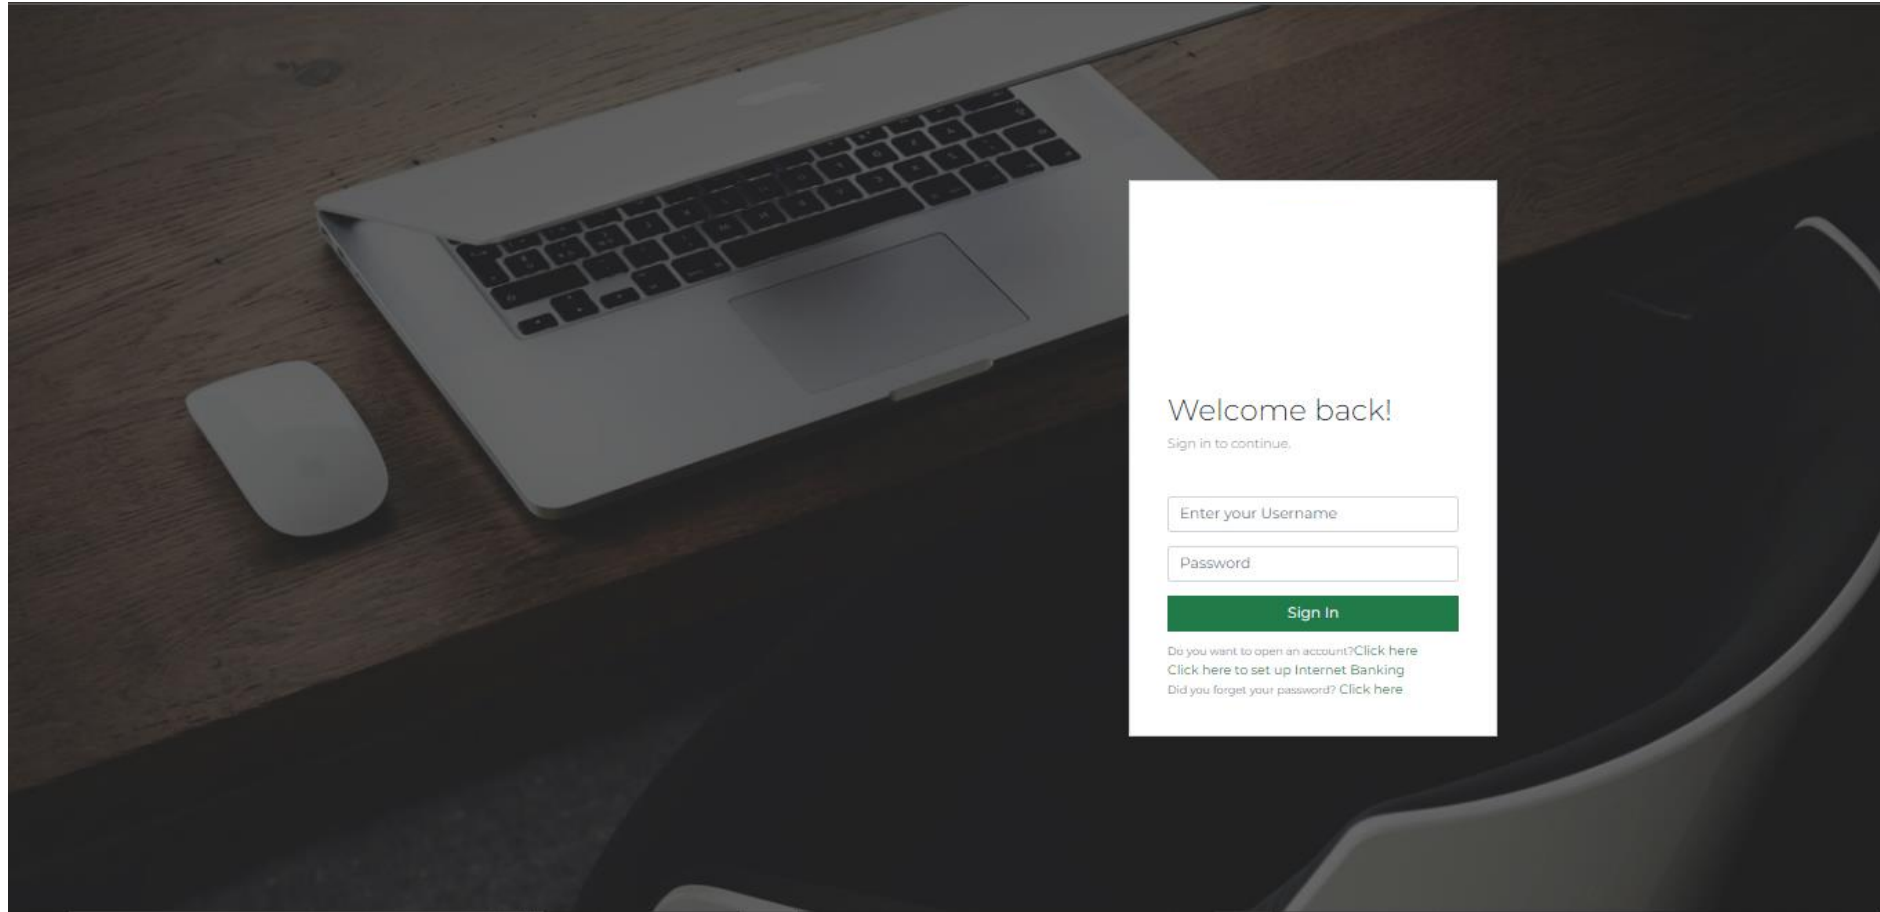 Welcome back!
Sign in to continue.
Enter your Username
Password
Sign In
Do you want to open an account?Click here
Click here to set up Internet Banking
Did you forget your password? Click here